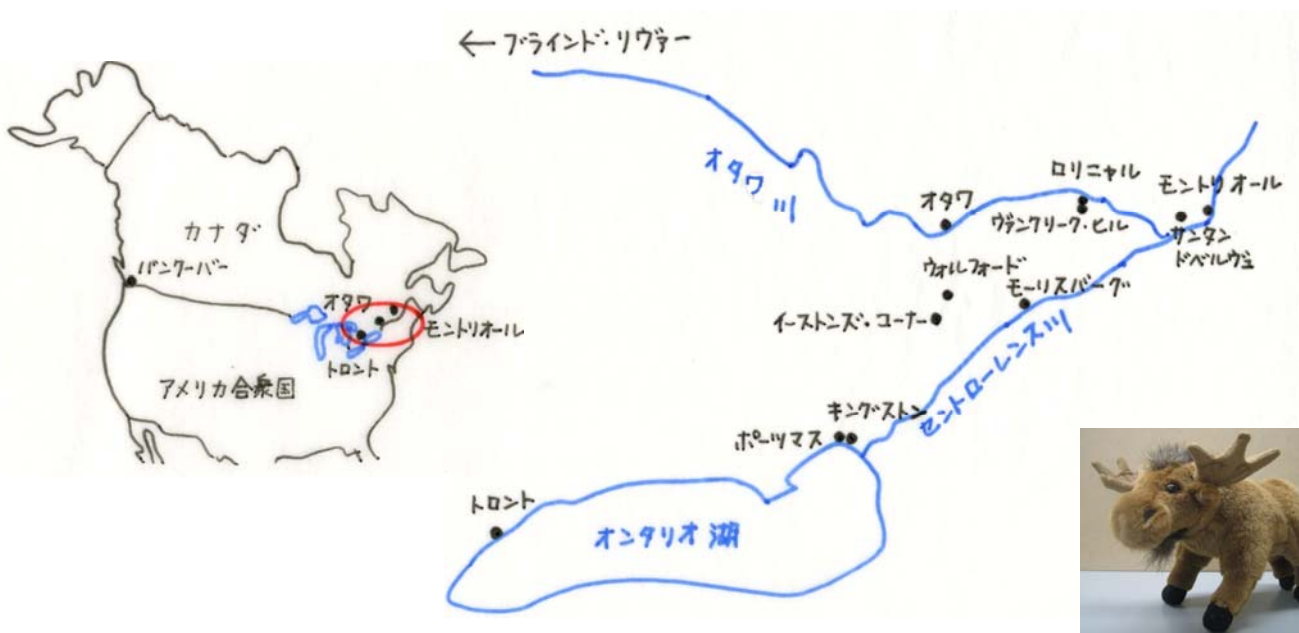 ← ブラインド・リヴァー
カナダ
バンクーバー
オタワ
モントリオール
トロント
アメリカ合衆国
オタワ川
ロリニャル
モントリオール
オタワ
ヴァンクリーク・ヒル
サンタン
ドベルヴュ
ウォルフォード
モーリスバーグ
イーストンズ・コーナー
セントローレンス川
キングストン
ポーツマス
トロント
オンタリオ湖